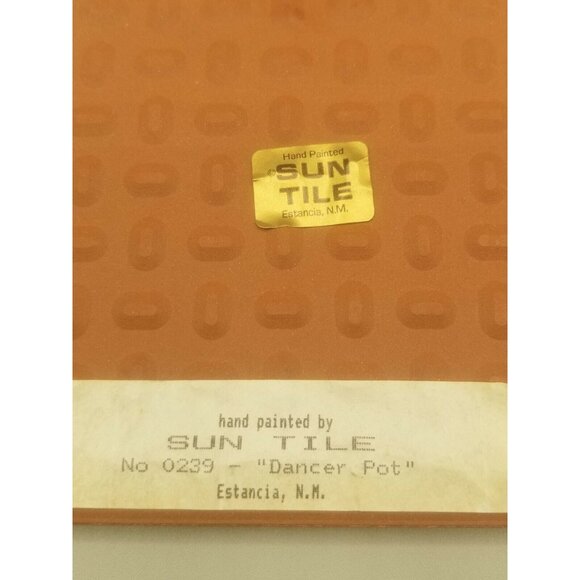 Hand Painted
©SUN
TILE
Estancia, N.M.
hand painted by
SUN TILE
No 0239 - "Dancer Pot"
Estancia, N.M.